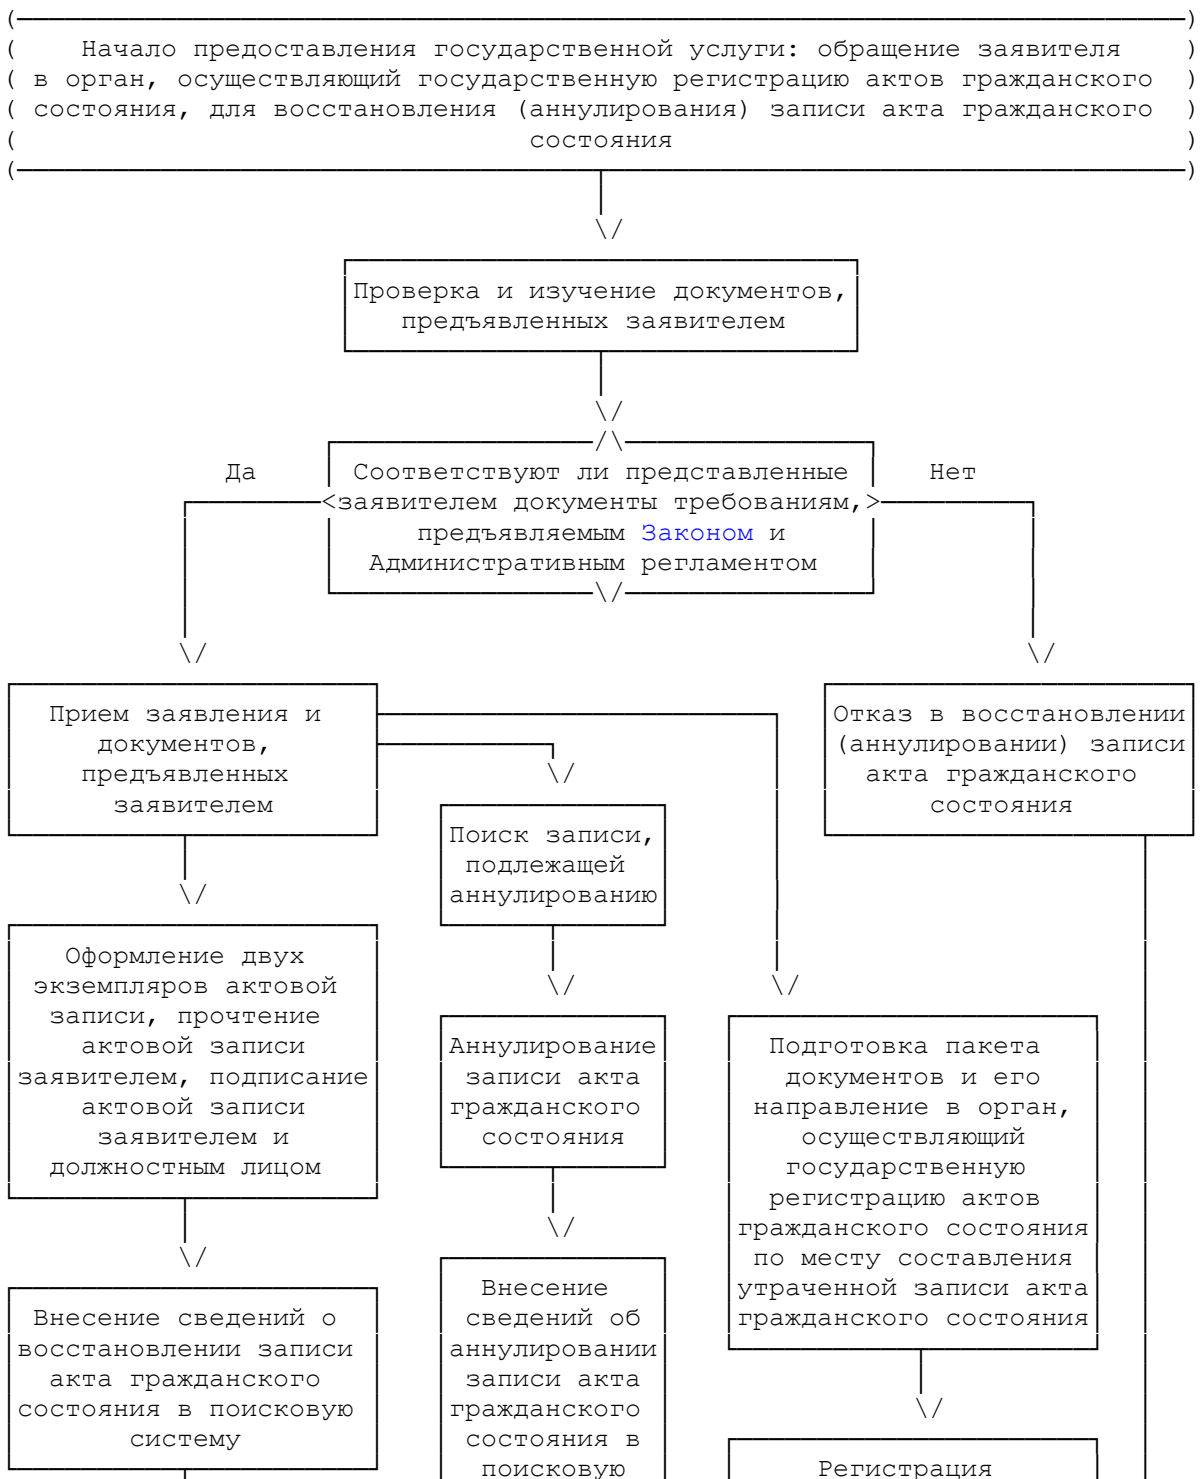 Начало предоставления государственной услуги: обращение заявителя
в орган, осуществляющий государственную регистрацию актов гражданского
состояния, для восстановления (аннулирования) записи акта гражданского
состояния
Проверка и изучение документов,
предъявленных заявителем
Да
Соответствуют ли представленные
заявителем документы требованиям,
предъявляемым Законом и
Административным регламентом
Нет
Прием заявления и
документов,
предъявленных
заявителем
Отказ в восстановлении
(аннулировании) записи
акта гражданского
состояния
Поиск записи,
подлежащей
аннулированию
Оформление двух
экземпляров актовой
записи, прочтение
актовой записи
заявителем, подписание
актовой записи
заявителем и
должностным лицом
Аннулирование
записи акта
гражданского
состояния
Подготовка пакета
документов и его
направление в орган,
осуществляющий
государственную
регистрацию актов
гражданского состояния
по месту составления
утраченной записи акта
гражданского состояния
Внесение сведений о
восстановлении записи
акта гражданского
состояния в поисковую
систему
Внесение
сведений об
аннулировании
записи акта
гражданского
состояния в
поисковую
Регистрация